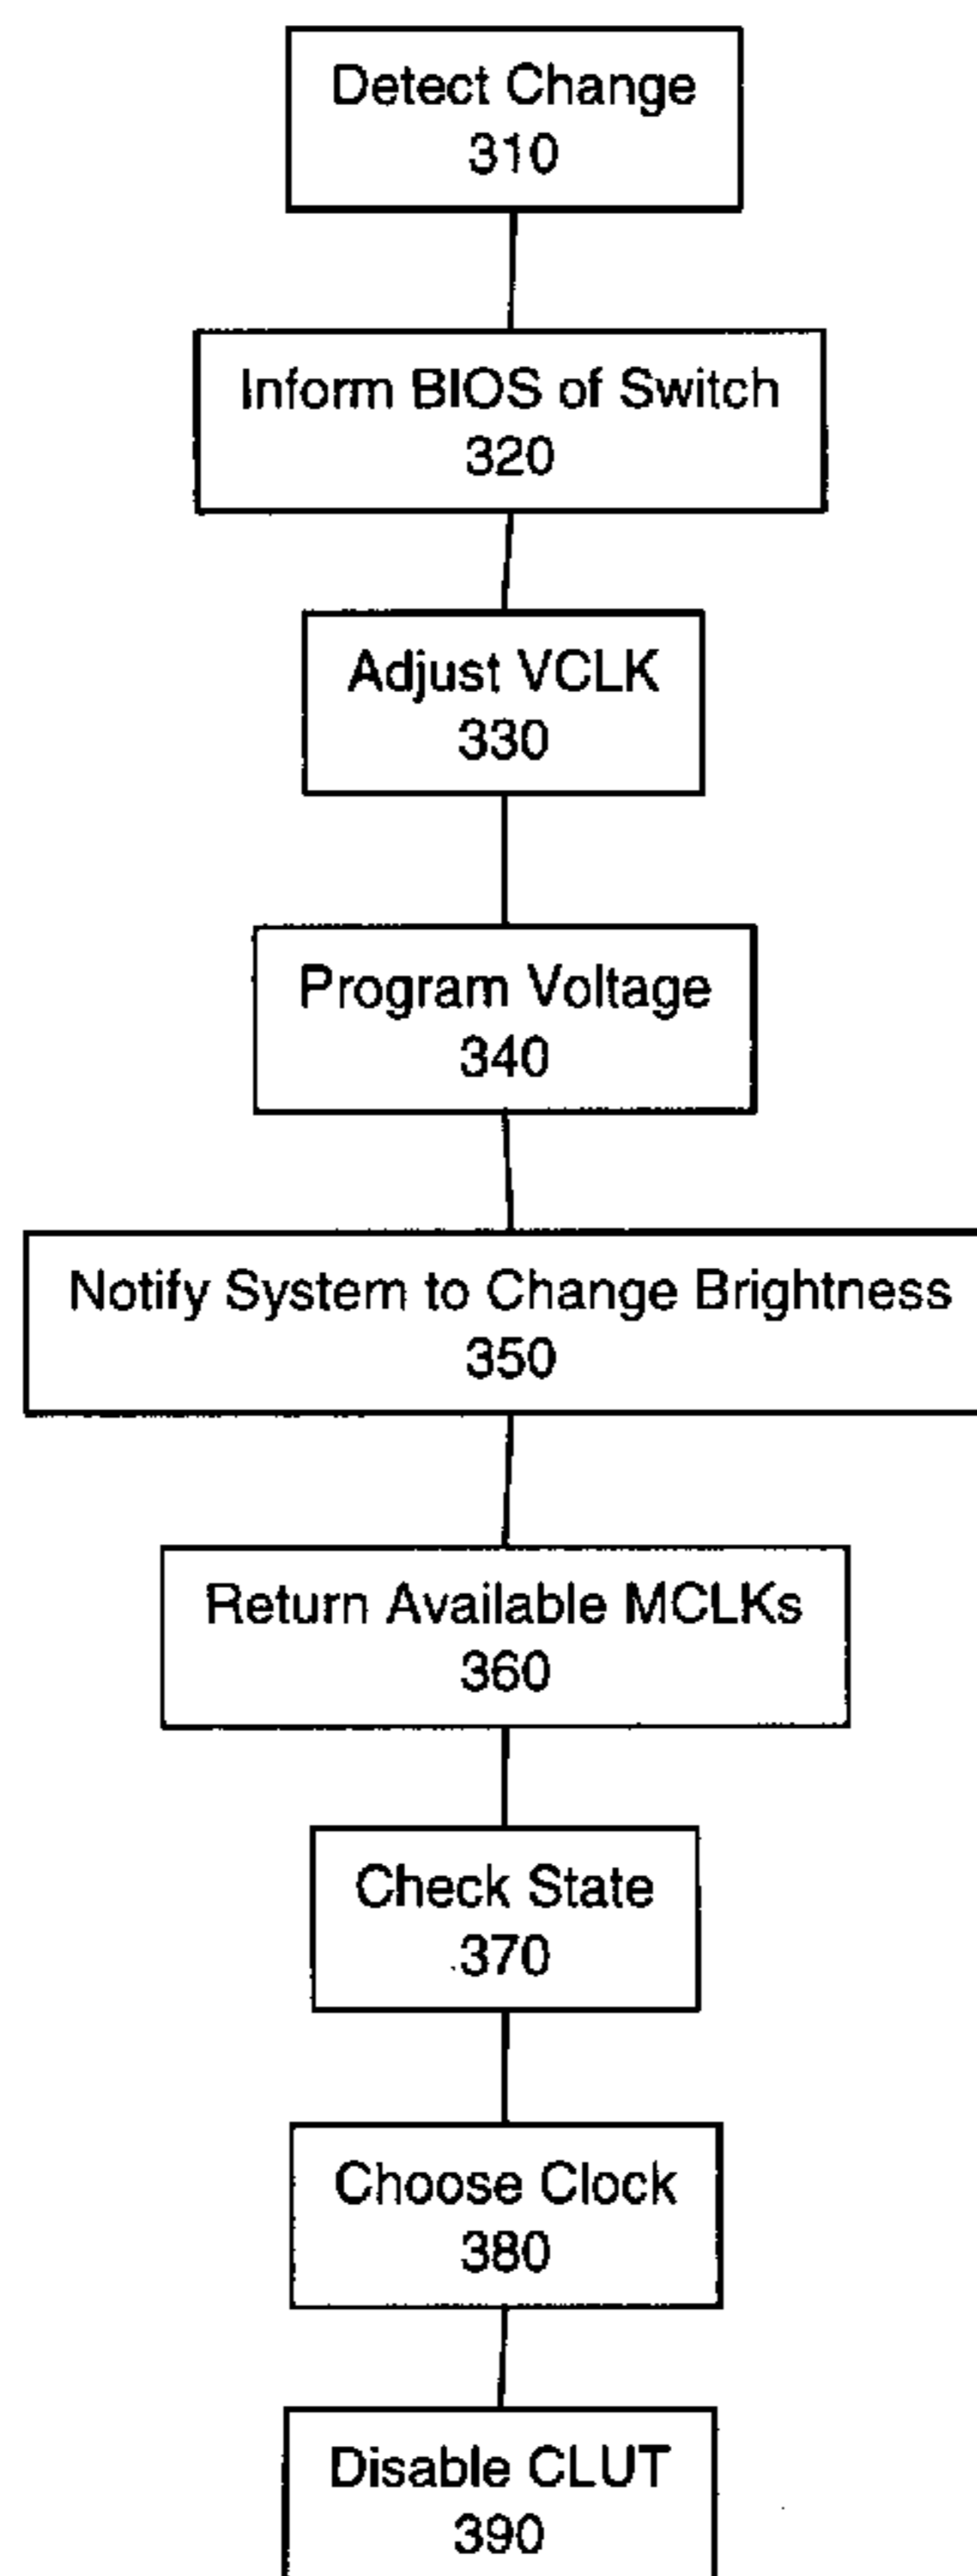 Detect Change
310
Inform BIOS of Switch
320
Adjust VCLK
330
Program Voltage
340
Notify System to Change Brightness
350
Return Available MCLKs
360
Check State
370
Choose Clock
380
Disable CLUT
390